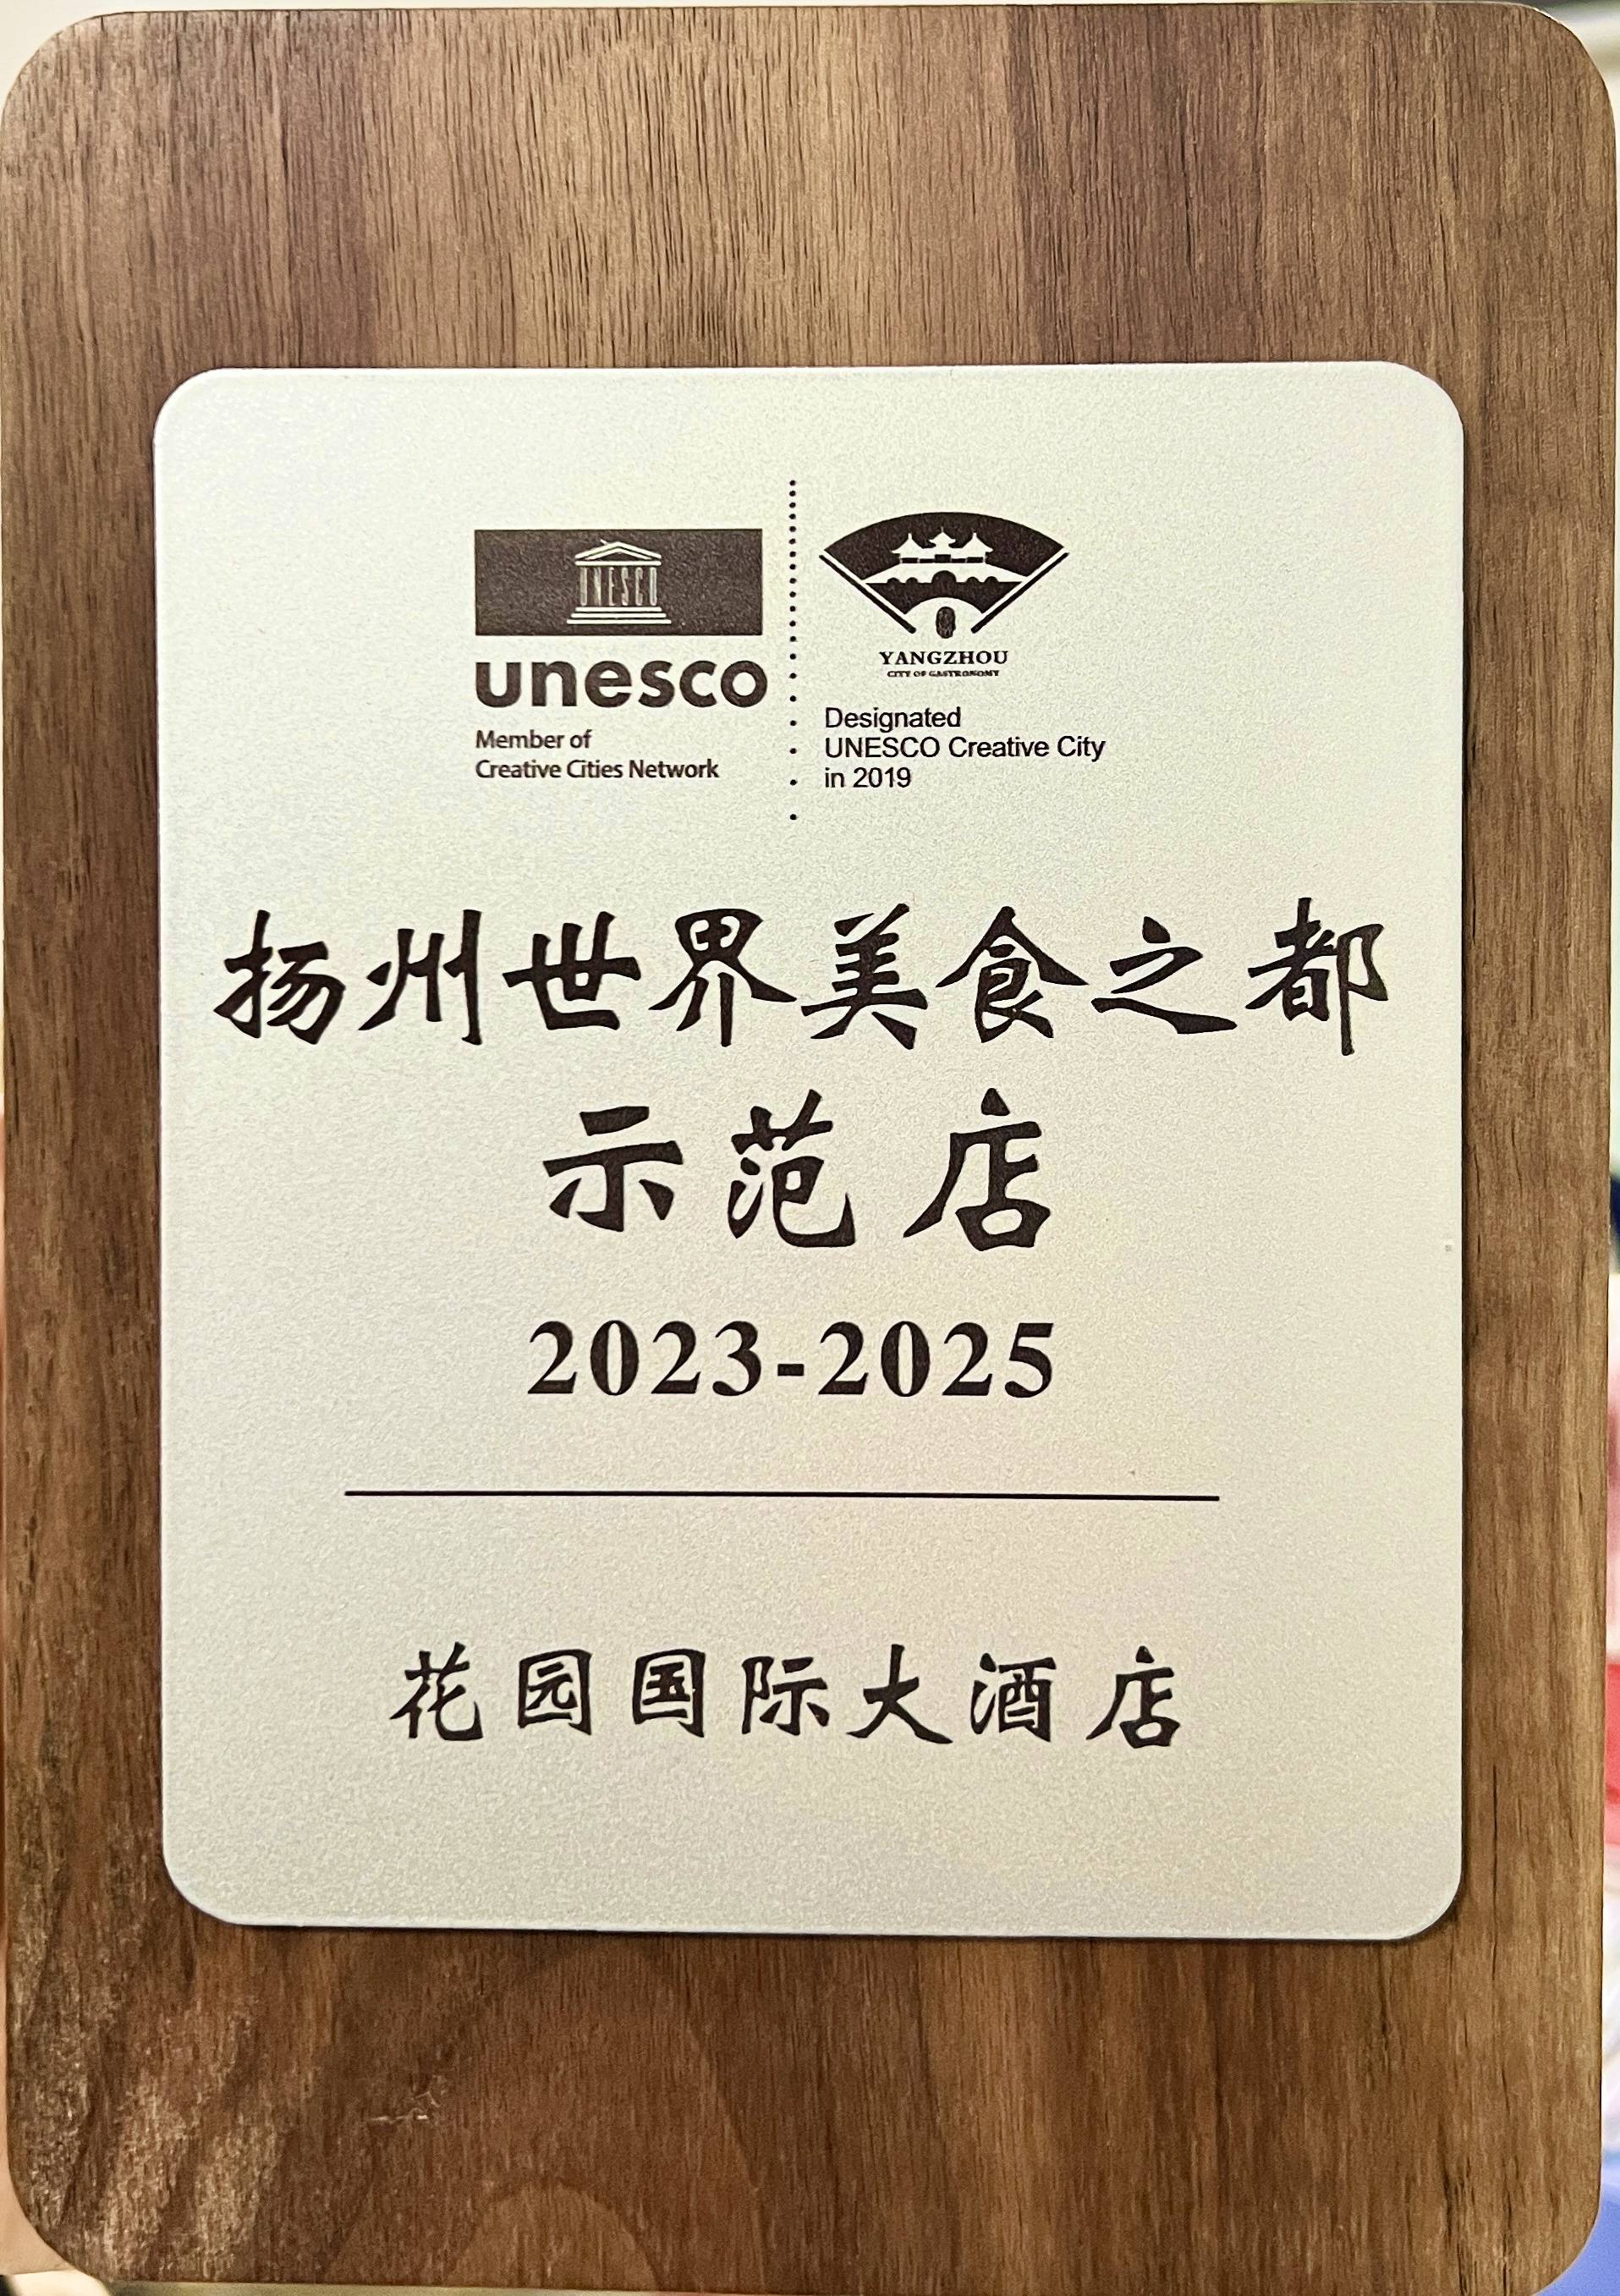 UNESCO
unesco
Member of
Creative Cities Network
YANGZHOU
CITY OF GASTRONOMY
Designated
UNESCO Creative City
in 2019
扬州世界美食之都
示范店
2023-2025
花园国际大酒店